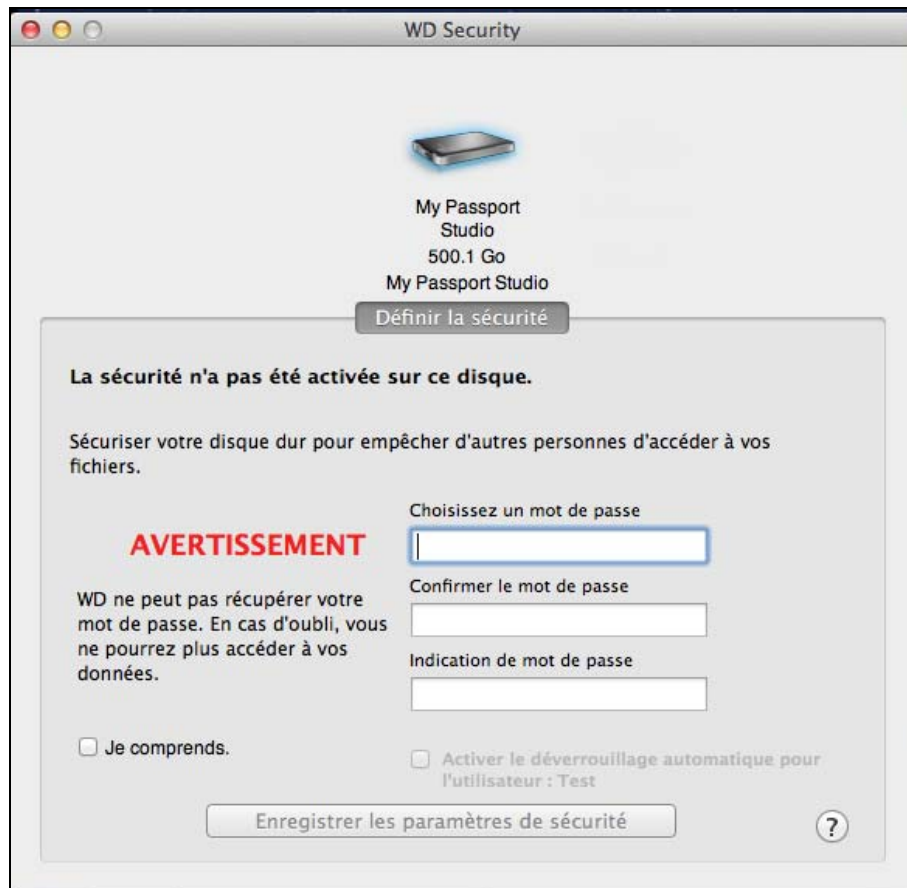 WD Security
My Passport
Studio
500.1 Go
My Passport Studio
Définir la sécurité
La sécurité n'a pas été activée sur ce disque.
Sécuriser votre disque dur pour empêcher d'autres personnes d'accéder à vos
fichiers.
AVERTISSEMENT
WD ne peut pas récupérer votre
mot de passe. En cas d'oubli, vous
ne pourrez plus accéder à vos
données.
Je comprends.
Choisissez un mot de passe
Confirmer le mot de passe
Indication de mot de passe
Activer le déverrouillage automatique pour
l'utilisateur : Test
Enregistrer les paramètres de sécurité
?